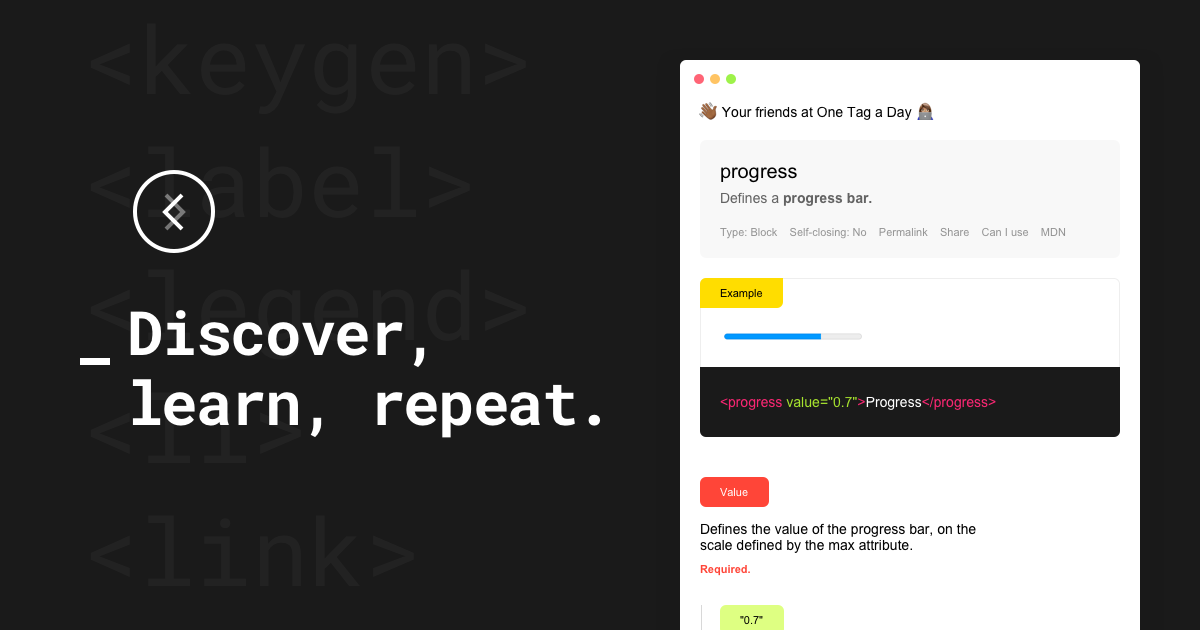 <keygen>
<label>
<legend>
<li>
<link>
_ Discover,
learn, repeat.
👋🏾 Your friends at One Tag a Day 👩🏽‍💻
progress
Defines a progress bar.
Type: Block Self-closing: No Permalink Share Can I use MDN
Example
<progress value="0.7">Progress</progress>
Value
Defines the value of the progress bar, on the
scale defined by the max attribute.
Required.
"0.7"